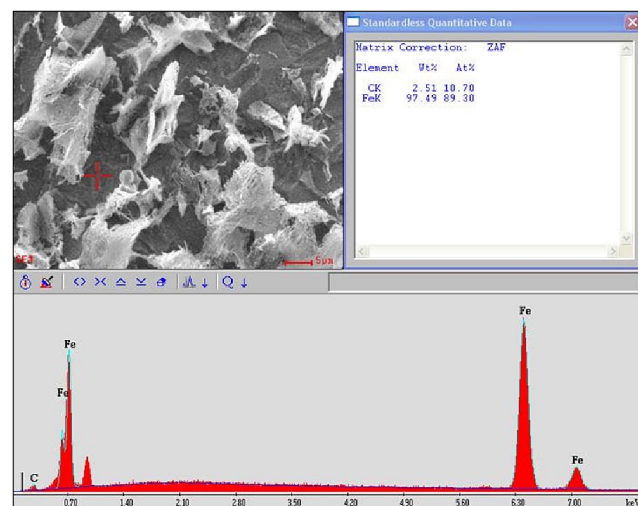 Standardless Quantitative Data
Matrix Correction: ZAF
Element Wt% At%
CK 2.51 10.70
FeK 97.49 89.30
SE1
5µm
Q
Fe
Fe
C
Fe
Fe
0.70 1.40 2.10 2.80 3.50 4.20 4.90 5.60 6.30 7.00